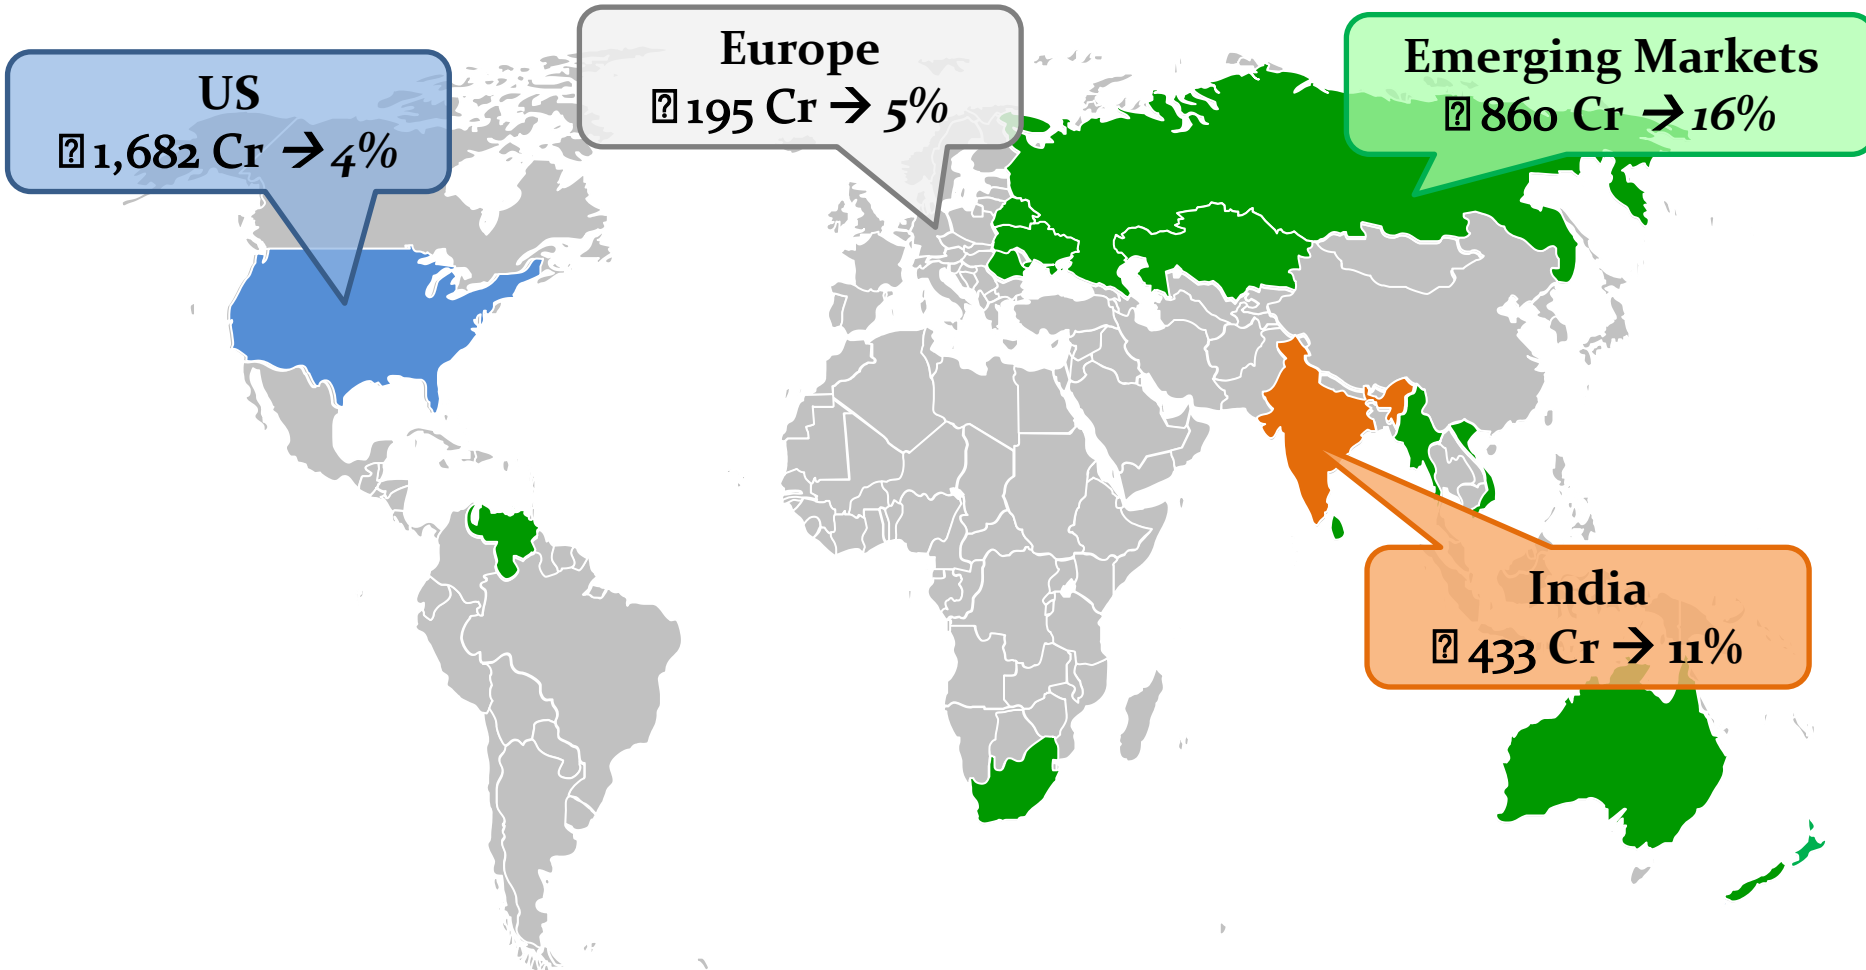 US
⍰ 1,682 Cr → 4%
Europe
⍰ 195 Cr → 5%
Emerging Markets
⍰ 860 Cr → 16%
India
⍰ 433 Cr → 11%